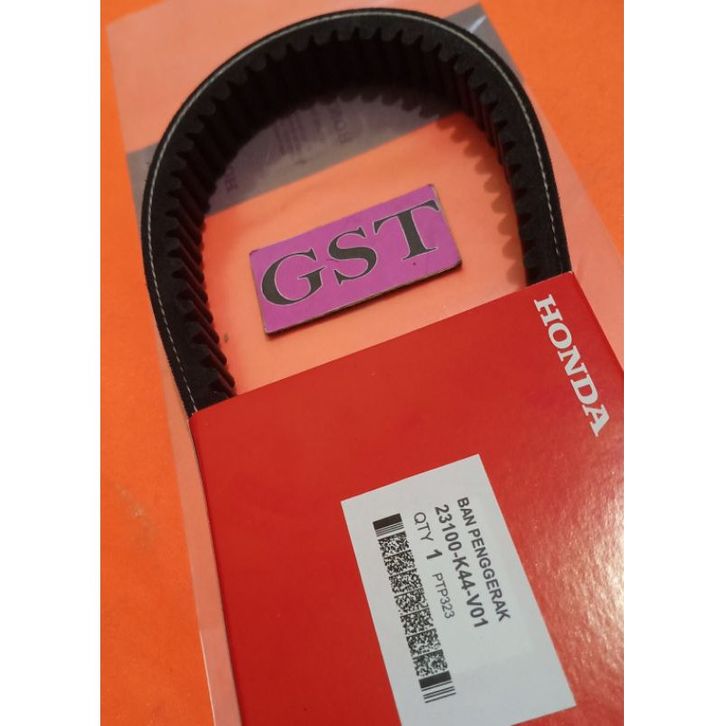 GST
HONDA
BAN PENGGERAK
23100-K44-V01
QTY 1 PTP323